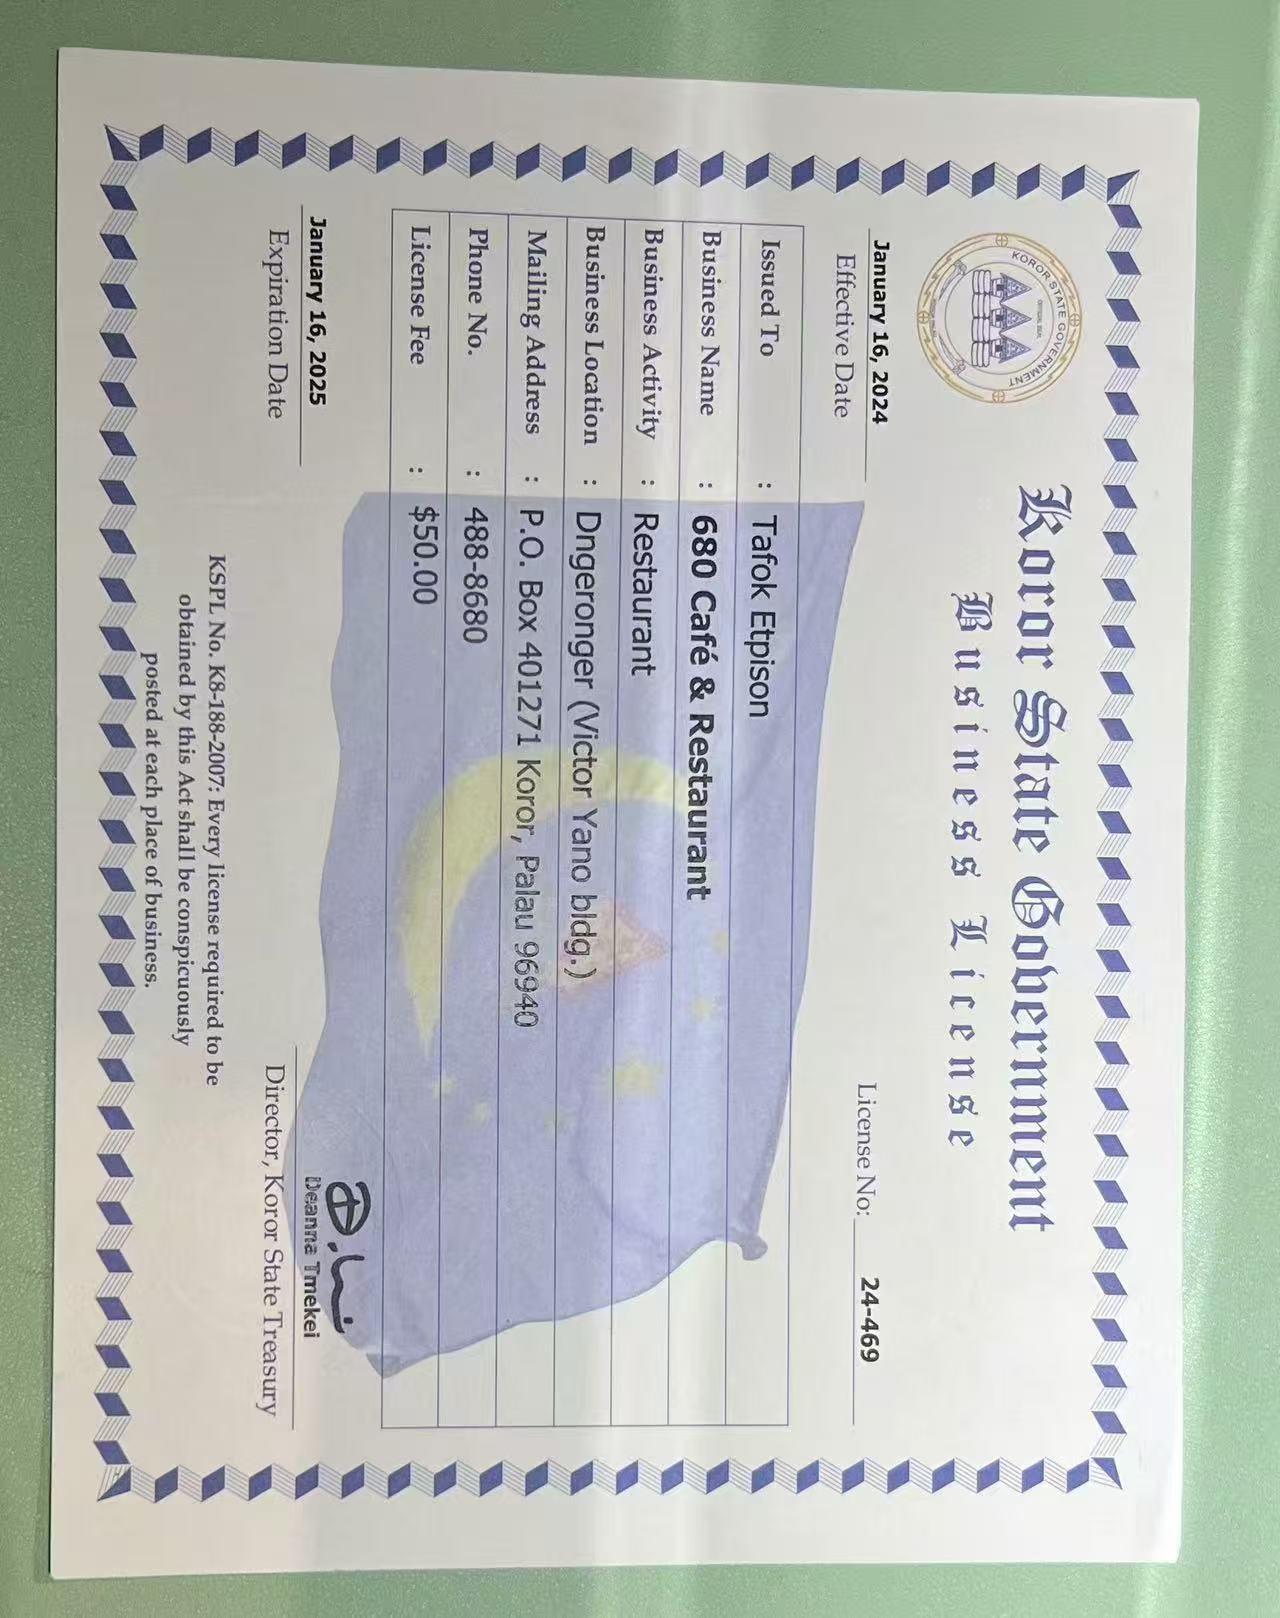 KOROR STATE GOVERNMENT
OFFICIAL SEAL
Koror State Government
Business License
January 16, 2024
Effective Date
License No: 24-469
Issued To : Tafok Etpison
Business Name : 680 Café & Restaurant
Business Activity : Restaurant
Business Location : Dngeronger (Victor Yano bldg.)
Mailing Address : P.O. Box 401271 Koror, Palau 96940
Phone No. : 488-8680
License Fee : $50.00
January 16, 2025
Expiration Date
Deanna Tmekei
Director, Koror State Treasury
KSPL No. K8-188-2007: Every license required to be
obtained by this Act shall be conspicuously
posted at each place of business.